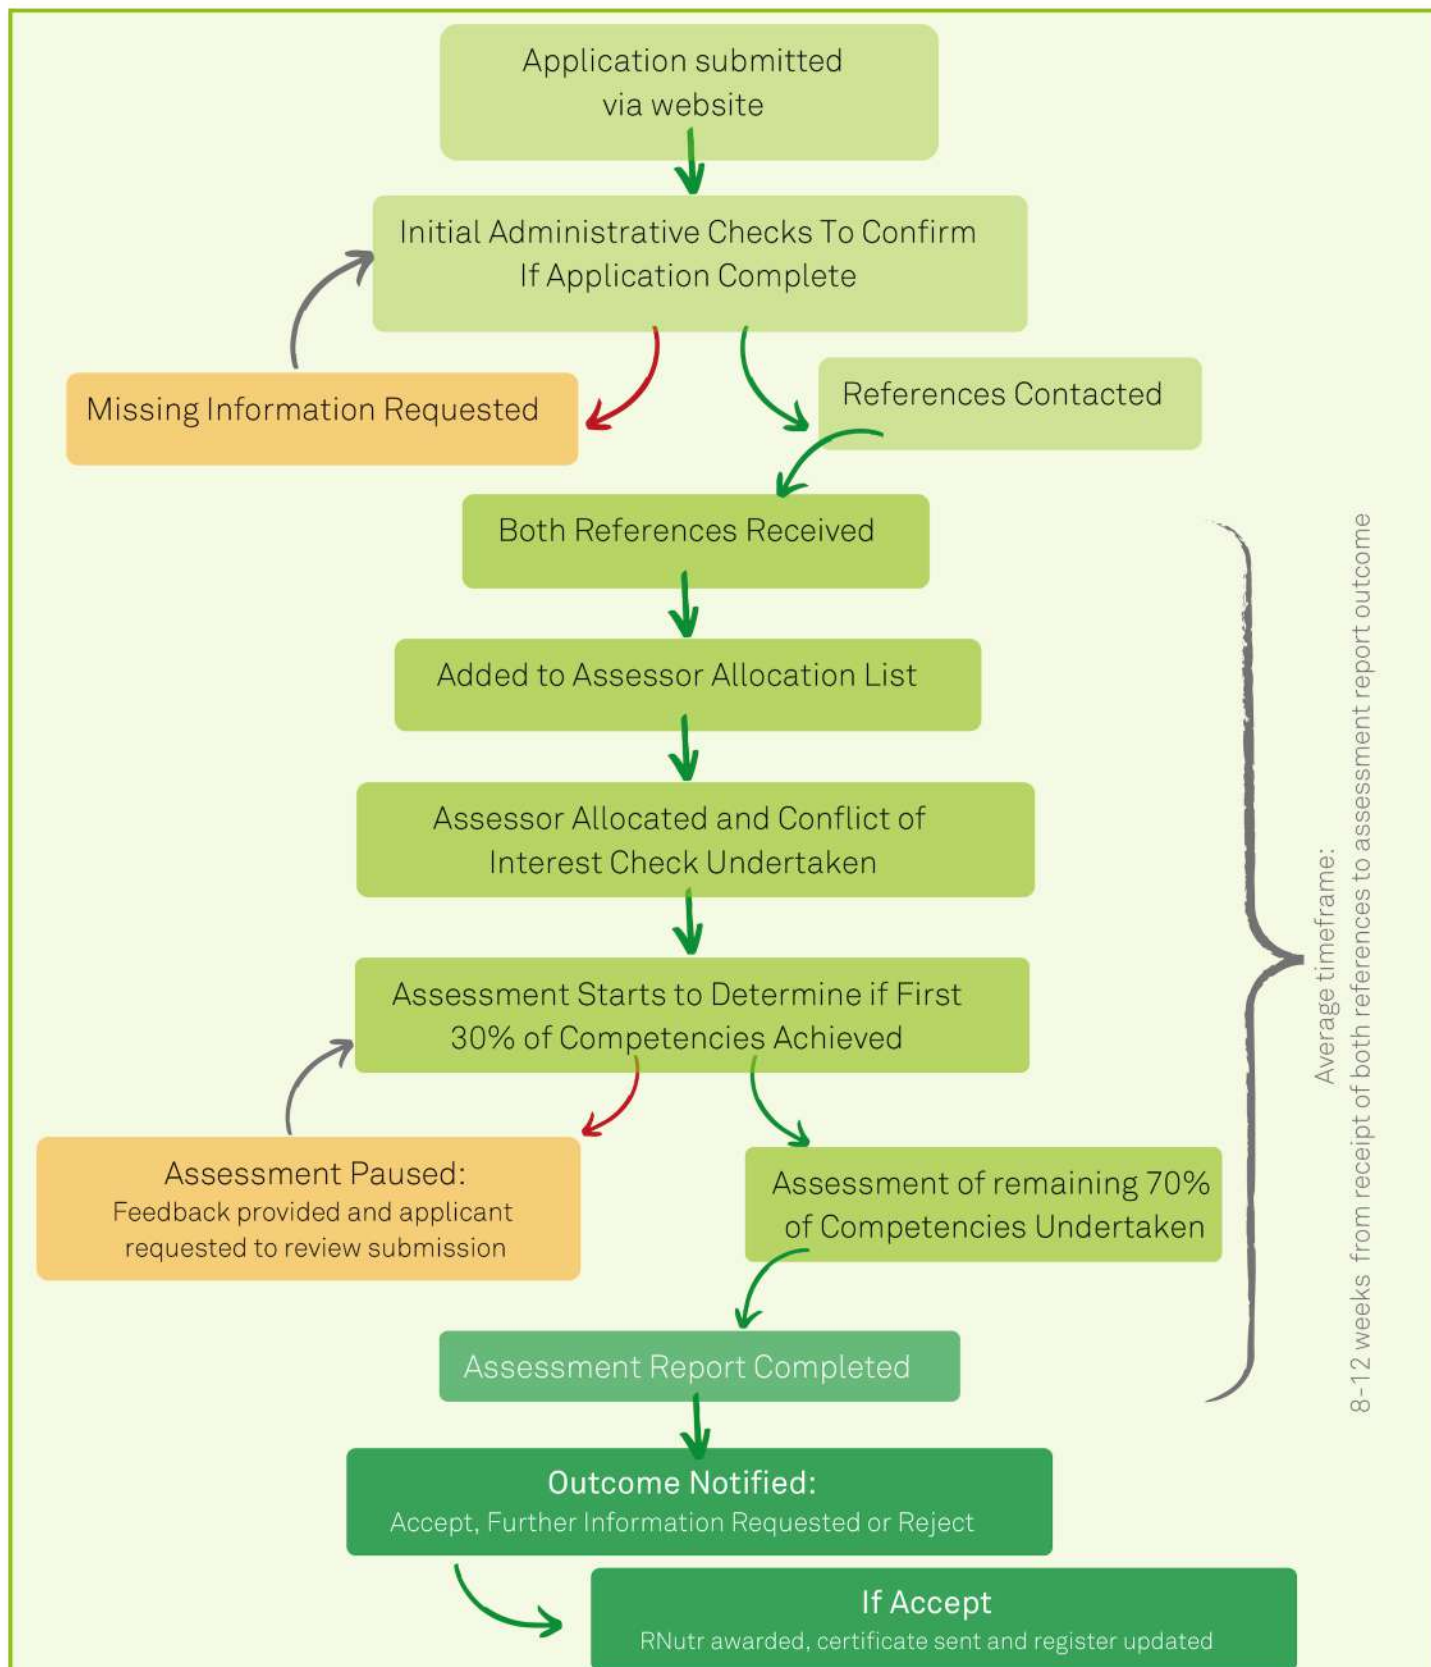 Application submitted
via website
Initial Administrative Checks To Confirm
If Application Complete
Missing Information Requested
References Contacted
Both References Received
Added to Assessor Allocation List
Assessor Allocated and Conflict of
Interest Check Undertaken
Assessment Starts to Determine if First
30% of Competencies Achieved
Assessment Paused:
Feedback provided and applicant
requested to review submission
Assessment of remaining 70%
of Competencies Undertaken
Assessment Report Completed
Outcome Notified:
Accept, Further Information Requested or Reject
If Accept
RNutr awarded, certificate sent and register updated
Average timeframe:
8-12 weeks from receipt of both references to assessment report outcome